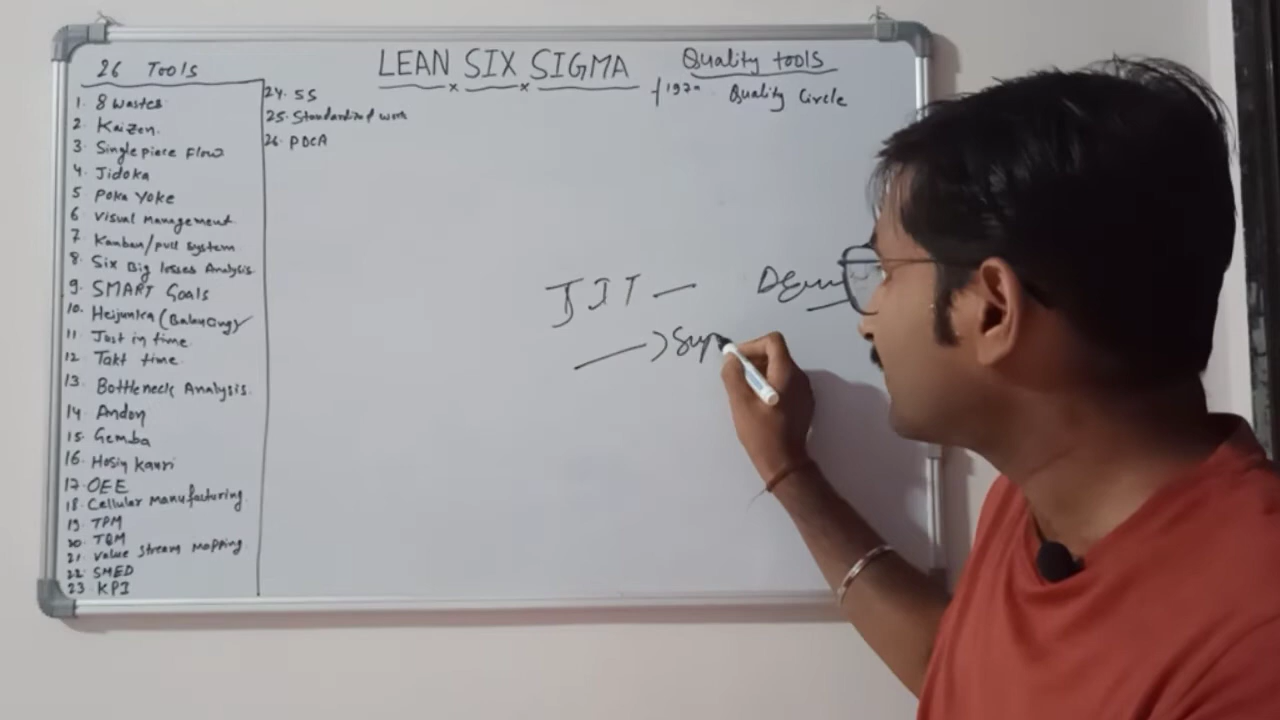 26 Tools
1. 8 Wastes
2. Kaizen.
3. Single piece Flow
4. Jidoka
5 Poka Yoke
6 Visual Management
7. Kanban/pull system
8. Six Big losses Analysis
9. SMART Goals
10. Heijunka (Balancing)
11. Just in time.
12. Takt time.
13. Bottleneck Analysis.
14. Andon
15. Gemba
16. Hosin Kanri
17. OEE
18. Cellular Manufacturing
19. TPM
20. TQM
21. Value stream Mapping.
22 SMED
23. KPI
24. 5S
25. Standardized work
26. PDCA
LEAN SIX SIGMA
Quality tools
Quality Circle
JIT —
Sup